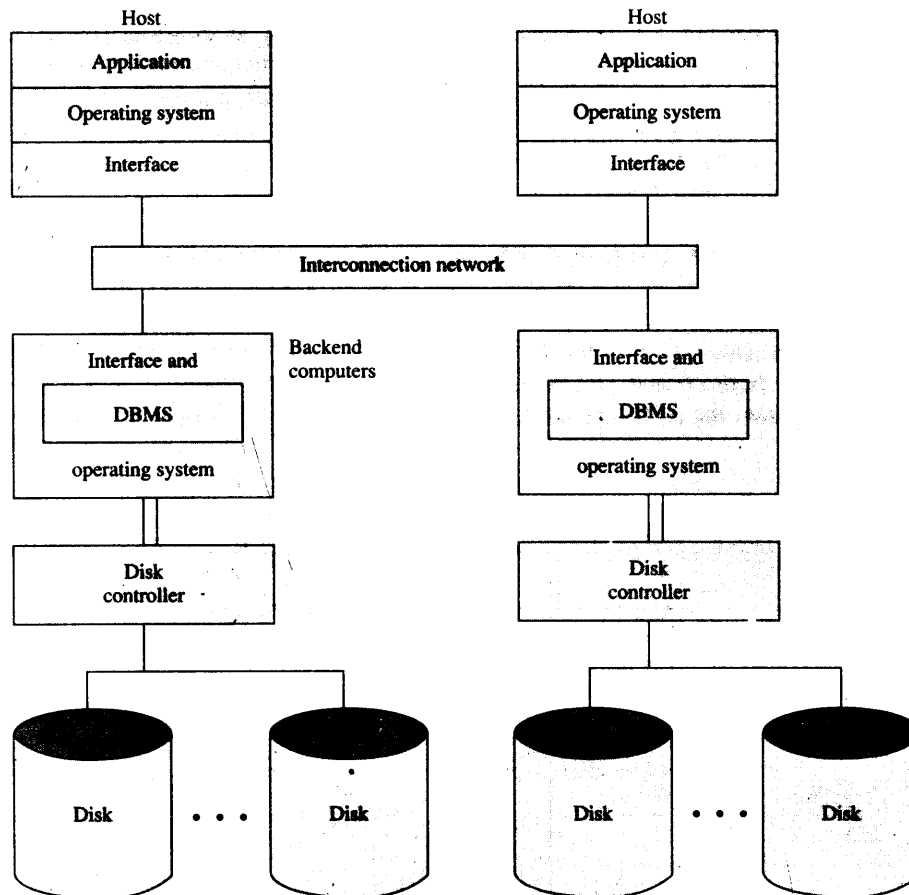 Host
Host
Application
Application
Operating system
Operating system
Interface
Interface
Interconnection network
Interface and
DBMS
operating system
Backend
computers
Interface and
DBMS
operating system
Disk
controller
Disk
controller
Disk
• • •
Disk
Disk
• • •
Disk